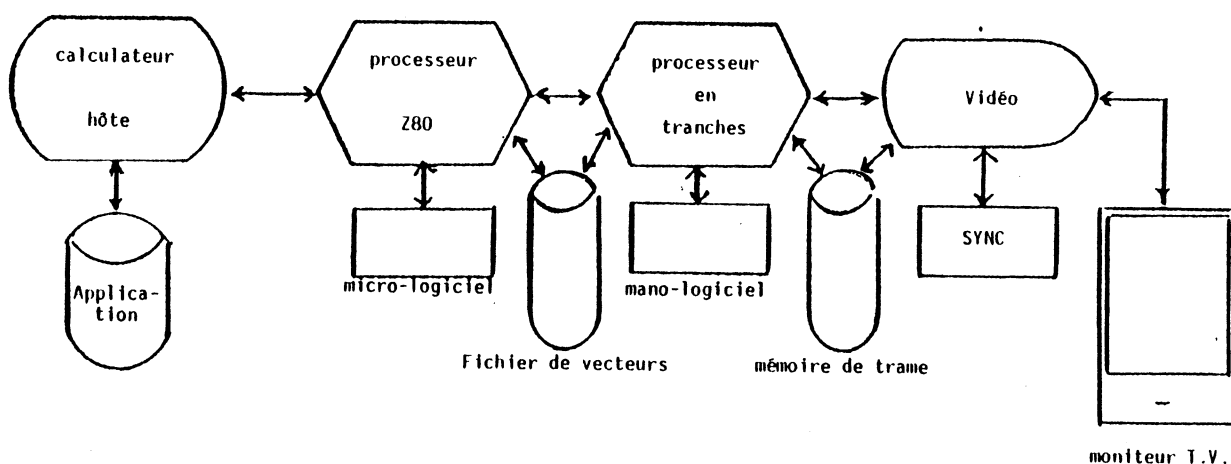 calculateur
hôte
processeur
Z80
processeur
en
tranches
Vidéo
SYNC
Applica-
tion
micro-logiciel
mano-logiciel
Fichier de vecteurs
mémoire de trame
moniteur T.V.